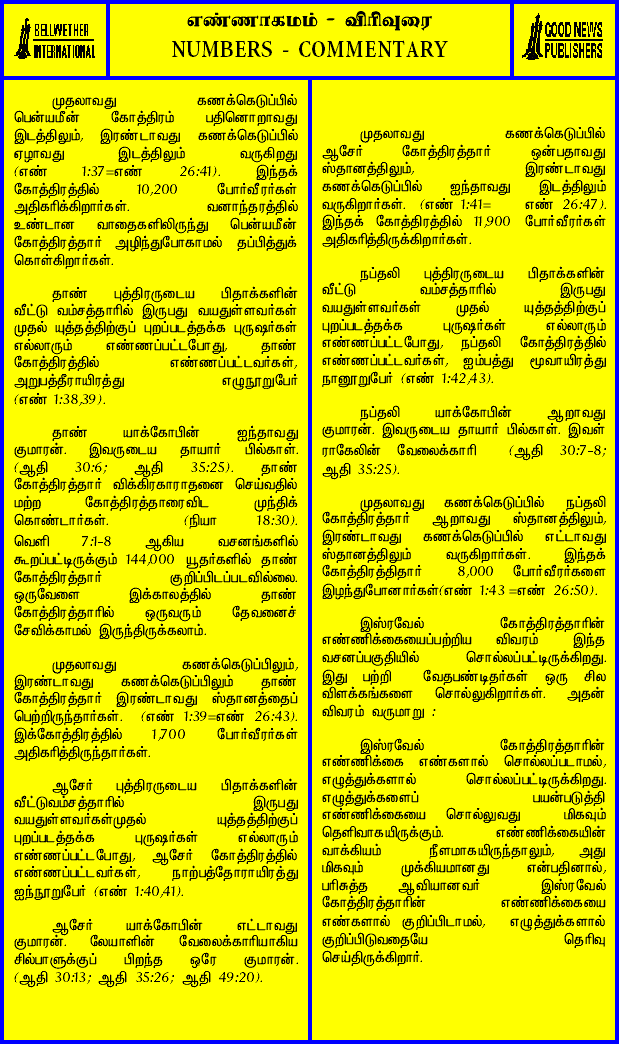 BELLWETHER
INTERNATIONAL
எண்ணாகமம் - விரிவுரை
NUMBERS - COMMENTARY
GOOD NEWS
PUBLISHERS
முதலாவது கணக்கெடுப்பில்
பென்யமீன் கோத்திரம் பதினொறாவது
இடத்திலும், இரண்டாவது கணக்கெடுப்பில்
ஏழாவது இடத்திலும் வருகிறது
(எண் 1:37=எண் 26:41). இந்தக்
கோத்திரத்தில் 10,200 போர்வீரர்கள்
அதிகரிக்கிறார்கள். வனாந்தரத்தில்
உண்டான வாதைகளிலிருந்து பென்யமீன்
கோத்திரத்தார் அழிந்துபோகாமல் தப்பித்துக்
கொள்கிறார்கள்.
தாண் புத்திரருடைய பிதாக்களின்
வீட்டு வம்சத்தாரில் இருபது வயதுள்ளவர்கள்
முதல் யுத்தத்திற்குப் புறப்படத்தக்க புருஷர்கள்
எல்லாரும் எண்ணப்பட்டபோது, தாண்
கோத்திரத்தில் எண்ணப்பட்டவர்கள்,
அறுபத்தீராயிரத்து எழுநூறுபேர்
(எண் 1:38,39).
தாண் யாக்கோபின் ஐந்தாவது
குமாரன். இவருடைய தாயார் பில்காள்.
(ஆதி 30:6; ஆதி 35:25). தாண்
கோத்திரத்தார் விக்கிரகாராதனை செய்வதில்
மற்ற கோத்திரத்தாரைவிட முந்திக்
கொண்டார்கள். (நியா 18:30).
வெளி 7:1-8 ஆகிய வசனங்களில்
கூறப்பட்டிருக்கும் 144,000 யூதர்களில் தாண்
கோத்திரத்தார் குறிப்பிடப்படவில்லை.
ஒருவேளை இக்காலத்தில் தாண்
கோத்திரத்தாரில் ஒருவரும் தேவனைச்
சேவிக்காமல் இருந்திருக்கலாம்.
முதலாவது கணக்கெடுப்பிலும்,
இரண்டாவது கணக்கெடுப்பிலும் தாண்
கோத்திரத்தார் இரண்டாவது ஸ்தானத்தைப்
பெற்றிருந்தார்கள். (எண் 1:39=எண் 26:43).
இக்கோத்திரத்தில் 1,700 போர்வீரர்கள்
அதிகரித்திருந்தார்கள்.
ஆசேர் புத்திரருடைய பிதாக்களின்
வீட்டுவம்சத்தாரில் இருபது
வயதுள்ளவர்கள்முதல் யுத்தத்திற்குப்
புறப்படத்தக்க புருஷர்கள் எல்லாரும்
எண்ணப்பட்டபோது, ஆசேர் கோத்திரத்தில்
எண்ணப்பட்டவர்கள், நாற்பத்தோராயிரத்து
ஐந்நூறுபேர் (எண் 1:40,41).
ஆசேர் யாக்கோபின் எட்டாவது
குமாரன். லேயாளின் வேலைக்காரியாகிய
சில்பாளுக்குப் பிறந்த ஒரே குமாரன்.
(ஆதி 30:13; ஆதி 35:26; ஆதி 49:20).
முதலாவது கணக்கெடுப்பில்
ஆசேர் கோத்திரத்தார் ஒன்பதாவது
ஸ்தானத்திலும், இரண்டாவது
கணக்கெடுப்பில் ஐந்தாவது இடத்திலும்
வருகிறார்கள். (எண் 1:41= எண் 26:47).
இந்தக் கோத்திரத்தில் 11,900 போர்வீரர்கள்
அதிகரித்திருக்கிறார்கள்.
நப்தலி புத்திரருடைய பிதாக்களின்
வீட்டு வம்சத்தாரில் இருபது
வயதுள்ளவர்கள் முதல் யுத்தத்திற்குப்
புறப்படத்தக்க புருஷர்கள் எல்லாரும்
எண்ணப்பட்டபோது, நப்தலி கோத்திரத்தில்
எண்ணப்பட்டவர்கள், ஐம்பத்து மூவாயிரத்து
நானூறுபேர் (எண் 1:42,43).
நப்தலி யாக்கோபின் ஆறாவது
குமாரன். இவருடைய தாயார் பில்காள். இவள்
ராகேலின் வேலைக்காரி (ஆதி 30:7-8;
ஆதி 35:25).
முதலாவது கணக்கெடுப்பில் நப்தலி
கோத்திரத்தார் ஆறாவது ஸ்தானத்திலும்,
இரண்டாவது கணக்கெடுப்பில் எட்டாவது
ஸ்தானத்திலும் வருகிறார்கள். இந்தக்
கோத்திரத்திதார் 8,000 போர்வீரர்களை
இழந்துபோனார்கள்(எண் 1:43 =எண் 26:50).
இஸ்ரவேல் கோத்திரத்தாரின்
எண்ணிக்கையைப்பற்றிய விவரம் இந்த
வசனப்பகுதியில் சொல்லப்பட்டிருக்கிறது.
இது பற்றி வேதபண்டிதர்கள் ஒரு சில
விளக்கங்களை சொல்லுகிறார்கள். அதன்
விவரம் வருமாறு :
இஸ்ரவேல் கோத்திரத்தாரின்
எண்ணிக்கை எண்களால் சொல்லப்படாமல்,
எழுத்துக்களால் சொல்லப்பட்டிருக்கிறது.
எழுத்துக்களைப் பயன்படுத்தி
எண்ணிக்கையை சொல்லுவது மிகவும்
தெளிவாகயிருக்கும். எண்ணிக்கையின்
வாக்கியம் நீளமாகயிருந்தாலும், அது
மிகவும் முக்கியமானது என்பதினால்,
பரிசுத்த ஆவியானவர் இஸ்ரவேல்
கோத்திரத்தாரின் எண்ணிக்கையை
எண்களால் குறிப்பிடாமல், எழுத்துக்களால்
குறிப்பிடுவதையே தெரிவு
செய்திருக்கிறார்.